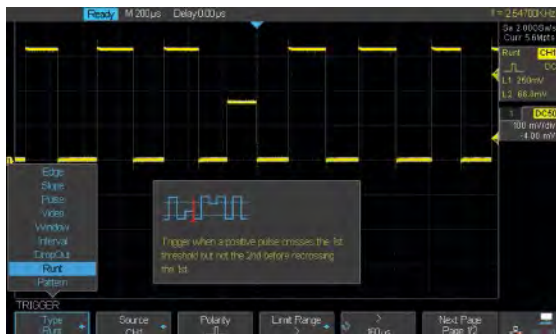 Ready M 200μs Delay0.00μs f = 2.54700KHz
Sa 2.00GSa/s
Curr 5.6Mpts
Runt CH1
DC
L1 250mV
L2 66.0mV
1 DC50
100 mV/div
-4.00 mV
Edge
Slope
Pulse
Video
Window
Interval
DropOut
Runt
Pattern
Trigger when a positive pulse crosses the 1st
threshold but not the 2nd before recrossing
the 1st.
TRIGGER
Type Source Polarity Limit Range > Next Page
Runt CH1 > 180μs Page 1/2